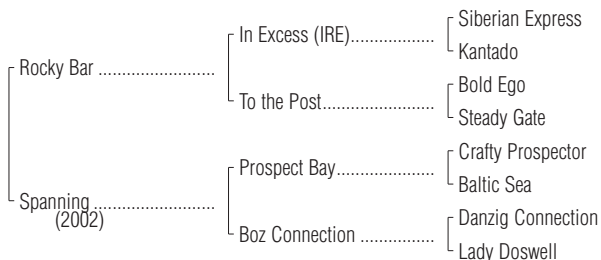 Siberian Express
In Excess (IRE)
Kantado
Rocky Bar
Bold Ego
To the Post
Steady Gate
Crafty Prospector
Prospect Bay
Baltic Sea
Spanning
(2002)
Danzig Connection
Boz Connection
Lady Doswell